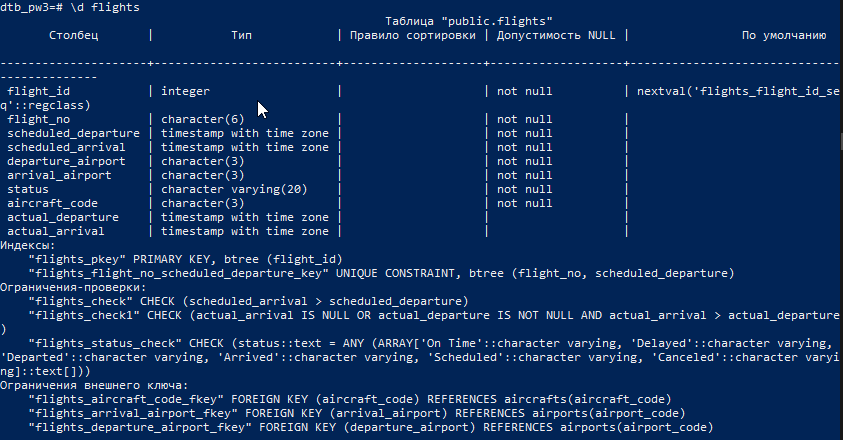 dtb_pw3=# \d flights
Таблица "public.flights"
Столбец | Тип | Правило сортировки | Допустимость NULL | По умолчанию
--------------------+--------------------------+--------------------+-------------------+----------------------------
-------------
flight_id | integer | | not null | nextval('flights_flight_id_se
q'::regclass)
flight_no | character(6) | | not null |
scheduled_departure | timestamp with time zone | | not null |
scheduled_arrival | timestamp with time zone | | not null |
departure_airport | character(3) | | not null |
arrival_airport | character(3) | | not null |
status | character varying(20) | | not null |
aircraft_code | character(3) | | not null |
actual_departure | timestamp with time zone | | |
actual_arrival | timestamp with time zone | | |
Индексы:
"flights_pkey" PRIMARY KEY, btree (flight_id)
"flights_flight_no_scheduled_departure_key" UNIQUE CONSTRAINT, btree (flight_no, scheduled_departure)
Ограничения-проверки:
"flights_check" CHECK (scheduled_arrival > scheduled_departure)
"flights_check1" CHECK (actual_arrival IS NULL OR actual_departure IS NOT NULL AND actual_arrival > actual_departure
)
"flights_status_check" CHECK (status::text = ANY (ARRAY['On Time'::character varying, 'Delayed'::character varying,
'Departed'::character varying, 'Arrived'::character varying, 'Scheduled'::character varying, 'Canceled'::character varyi
ng]::text[]))
Ограничения внешнего ключа:
"flights_aircraft_code_fkey" FOREIGN KEY (aircraft_code) REFERENCES aircrafts(aircraft_code)
"flights_arrival_airport_fkey" FOREIGN KEY (arrival_airport) REFERENCES airports(airport_code)
"flights_departure_airport_fkey" FOREIGN KEY (departure_airport) REFERENCES airports(airport_code)